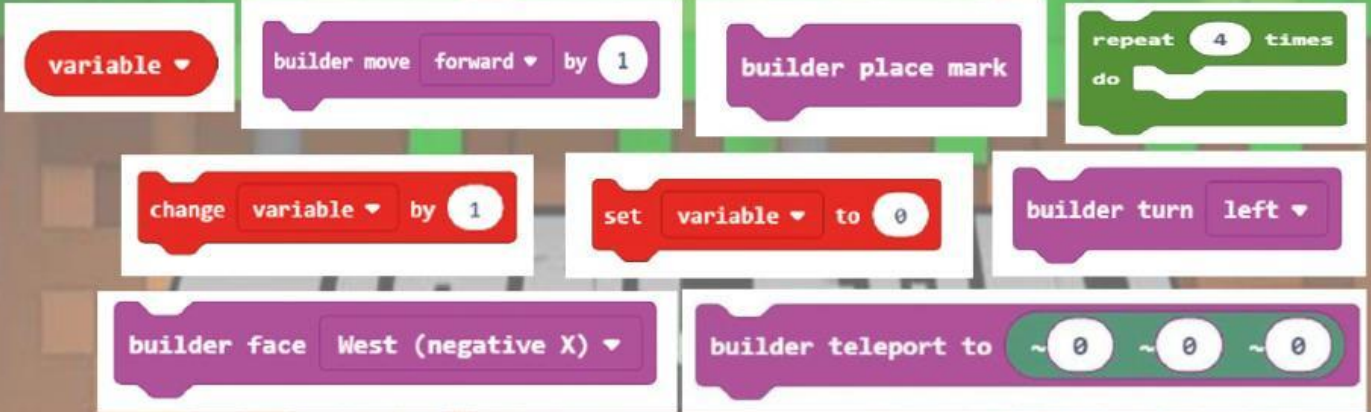 variable
builder move forward by 1
builder place mark
repeat 4 times
do
change variable by 1
set variable to 0
builder turn left
builder face West (negative X)
builder teleport to ~0 ~0 ~0